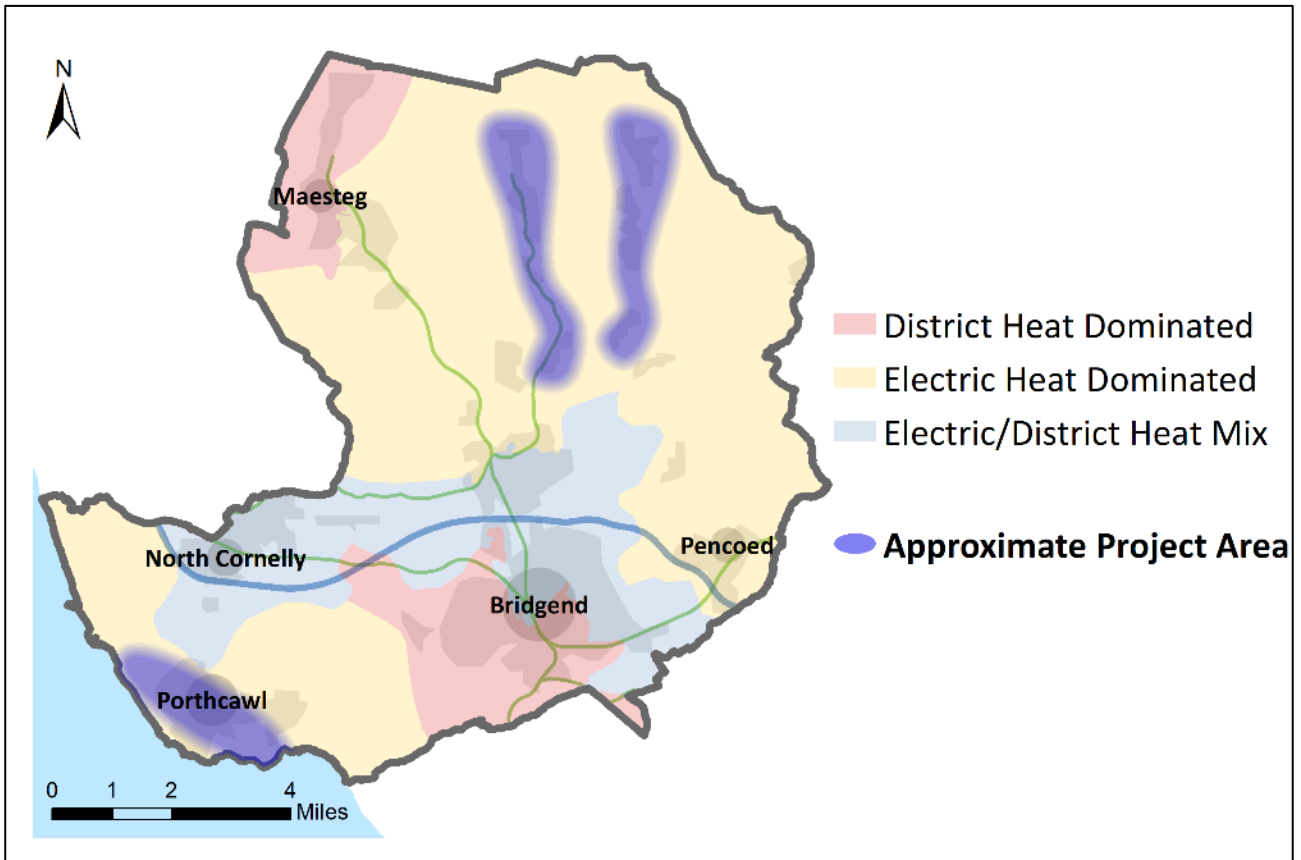 N
Maesteg
District Heat Dominated
Electric Heat Dominated
Electric/District Heat Mix
North Cornelly
Pencoed
Approximate Project Area
Bridgend
Porthcawl
0 1 2 4
Miles